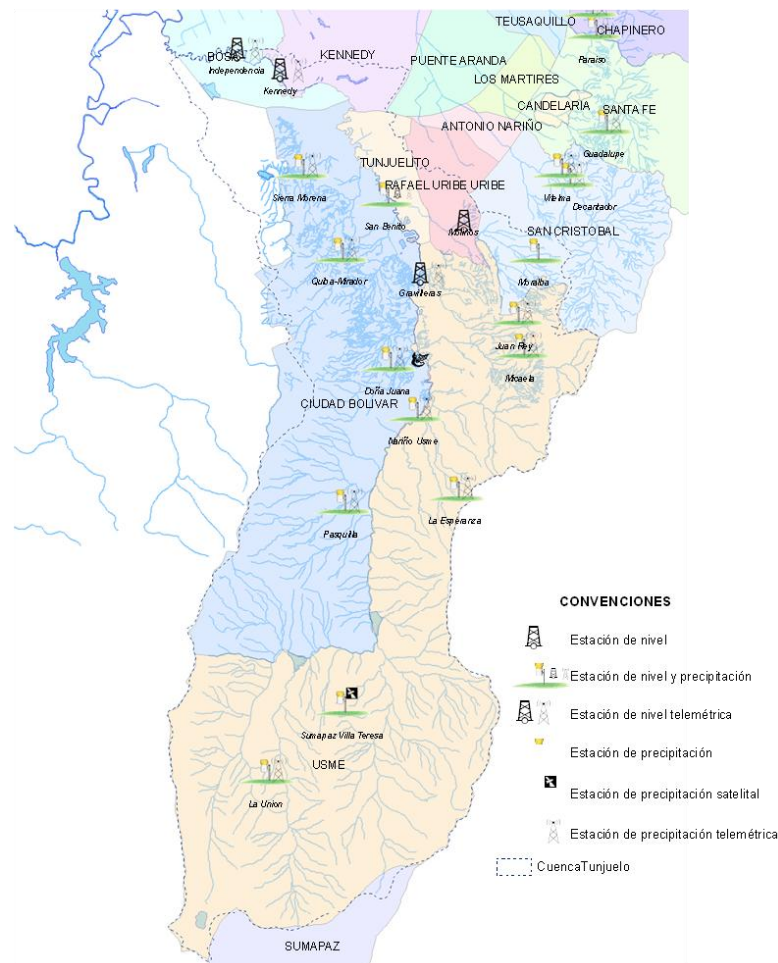 TEUSAQUILLO
CHAPINERO
BOSA
Independencia
KENNEDY
PUENTE ARANDA
Paraiso
Kennedy
LOS MARTIRES
CANDELARIA
SANTA FE
ANTONIO NARIÑO
Guadalupe
TUNJUELITO
RAFAEL URIBE URIBE
Sierra Morena
Vitelma
Decantador
San Benito
Molinos
SAN CRISTOBAL
Quiba-Mirador
Gravilleras
Moralba
Juan Rey
Micaela
Doña Juana
CIUDAD BOLIVAR
Nariño Usme
Pasquilla
La Esperanza
CONVENCIONES
Estación de nivel
Estación de nivel y precipitación
Estación de nivel telemétrica
Estación de precipitación
Estación de precipitación satelital
Estación de precipitación telemétrica
CuencaTunjuelo
Sumapaz Villa Teresa
USME
La Union
SUMAPAZ